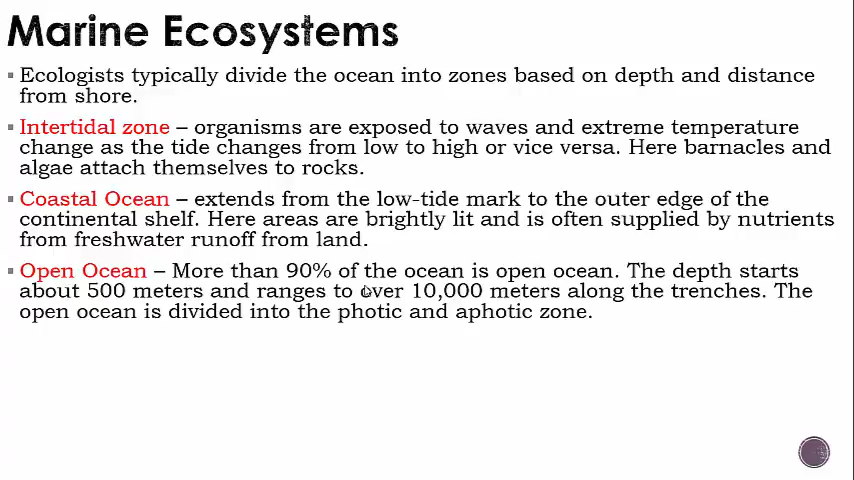 Marine Ecosystems
Ecologists typically divide the ocean into zones based on depth and distance
from shore.
Intertidal zone – organisms are exposed to waves and extreme temperature
change as the tide changes from low to high or vice versa. Here barnacles and
algae attach themselves to rocks.
Coastal Ocean – extends from the low-tide mark to the outer edge of the
continental shelf. Here areas are brightly lit and is often supplied by nutrients
from freshwater runoff from land.
Open Ocean – More than 90% of the ocean is open ocean. The depth starts
about 500 meters and ranges to over 10,000 meters along the trenches. The
open ocean is divided into the photic and aphotic zone.